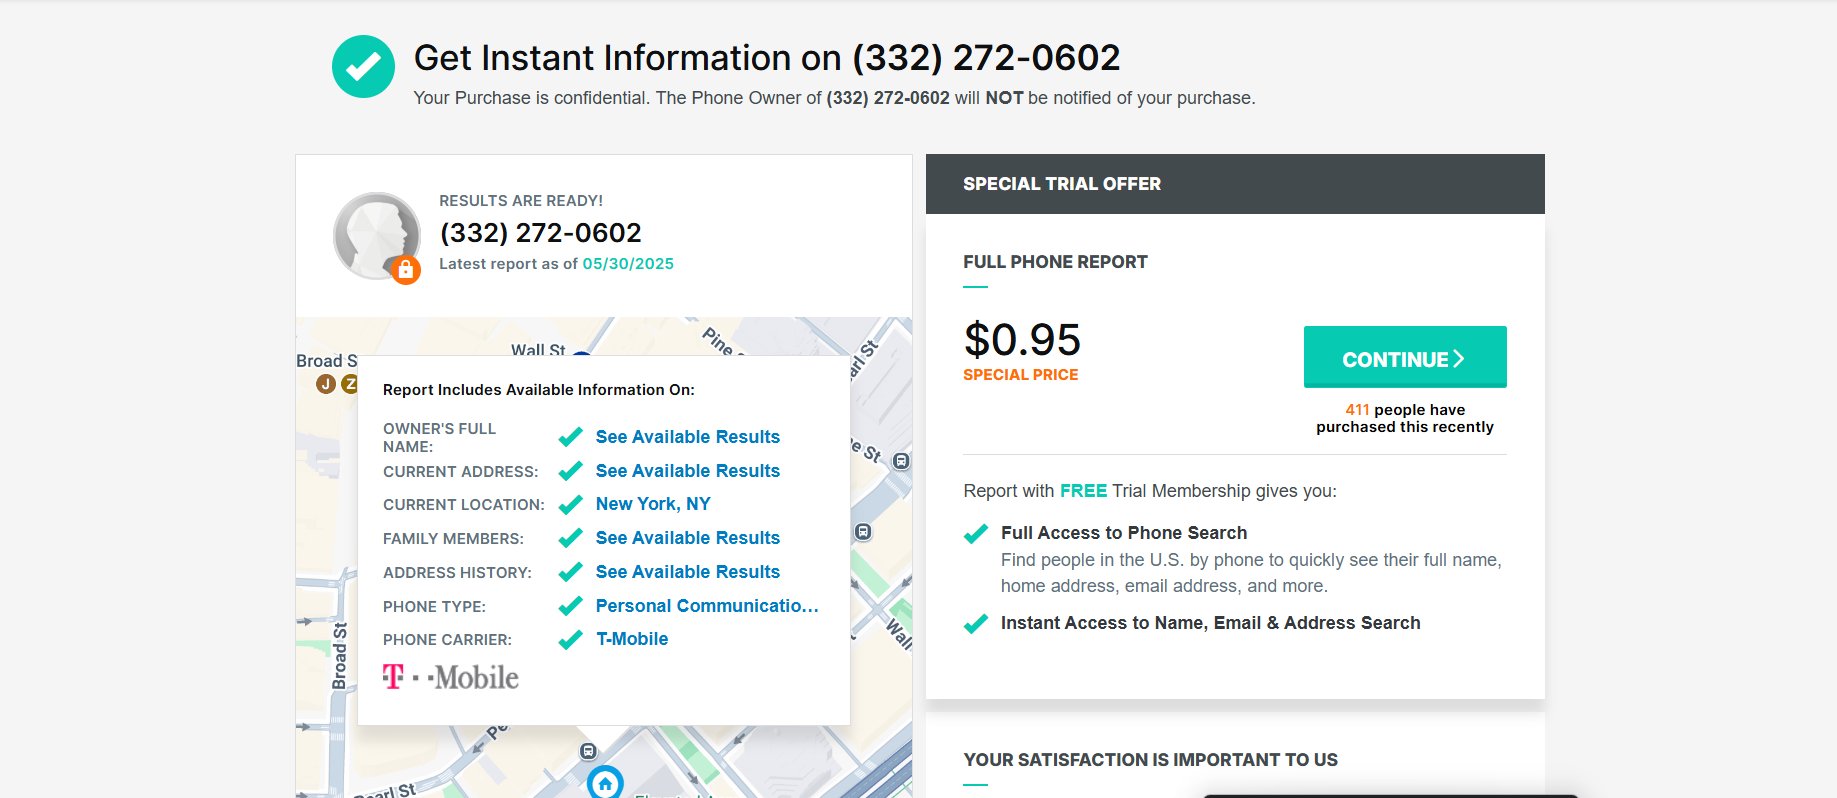 Get Instant Information on (332) 272-0602
Your Purchase is confidential. The Phone Owner of (332) 272-0602 will NOT be notified of your purchase.
RESULTS ARE READY!
(332) 272-0602
Latest report as of 05/30/2025
Broad S
J Z
Wall St
Pine
arl St
Report Includes Available Information On:
OWNER'S FULL
NAME:
See Available Results
CURRENT ADDRESS: See Available Results
CURRENT LOCATION: New York, NY
FAMILY MEMBERS: See Available Results
ADDRESS HISTORY: See Available Results
PHONE TYPE: Personal Communicatio...
PHONE CARRIER: T-Mobile
T-Mobile
ne St
Wall
Broad St
Pe
earl St
SPECIAL TRIAL OFFER
FULL PHONE REPORT
$0.95
SPECIAL PRICE
CONTINUE
411 people have
purchased this recently
Report with FREE Trial Membership gives you:
Full Access to Phone Search
Find people in the U.S. by phone to quickly see their full name,
home address, email address, and more.
Instant Access to Name, Email & Address Search
YOUR SATISFACTION IS IMPORTANT TO US